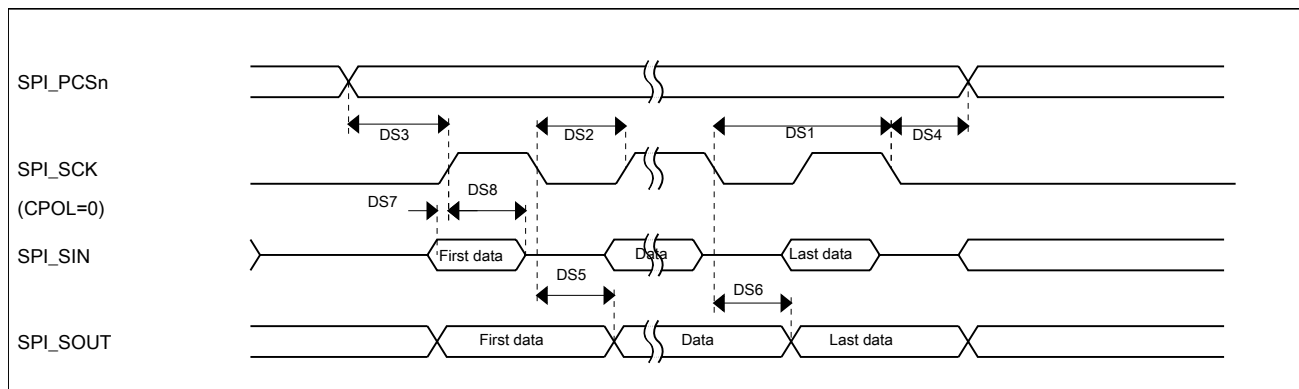 SPI_PCSn
DS3
DS2
DS1
DS4
SPI_SCK
(CPOL=0)
DS7
DS8
SPI_SIN
First data
Data
Last data
DS5
DS6
SPI_SOUT
First data
Data
Last data